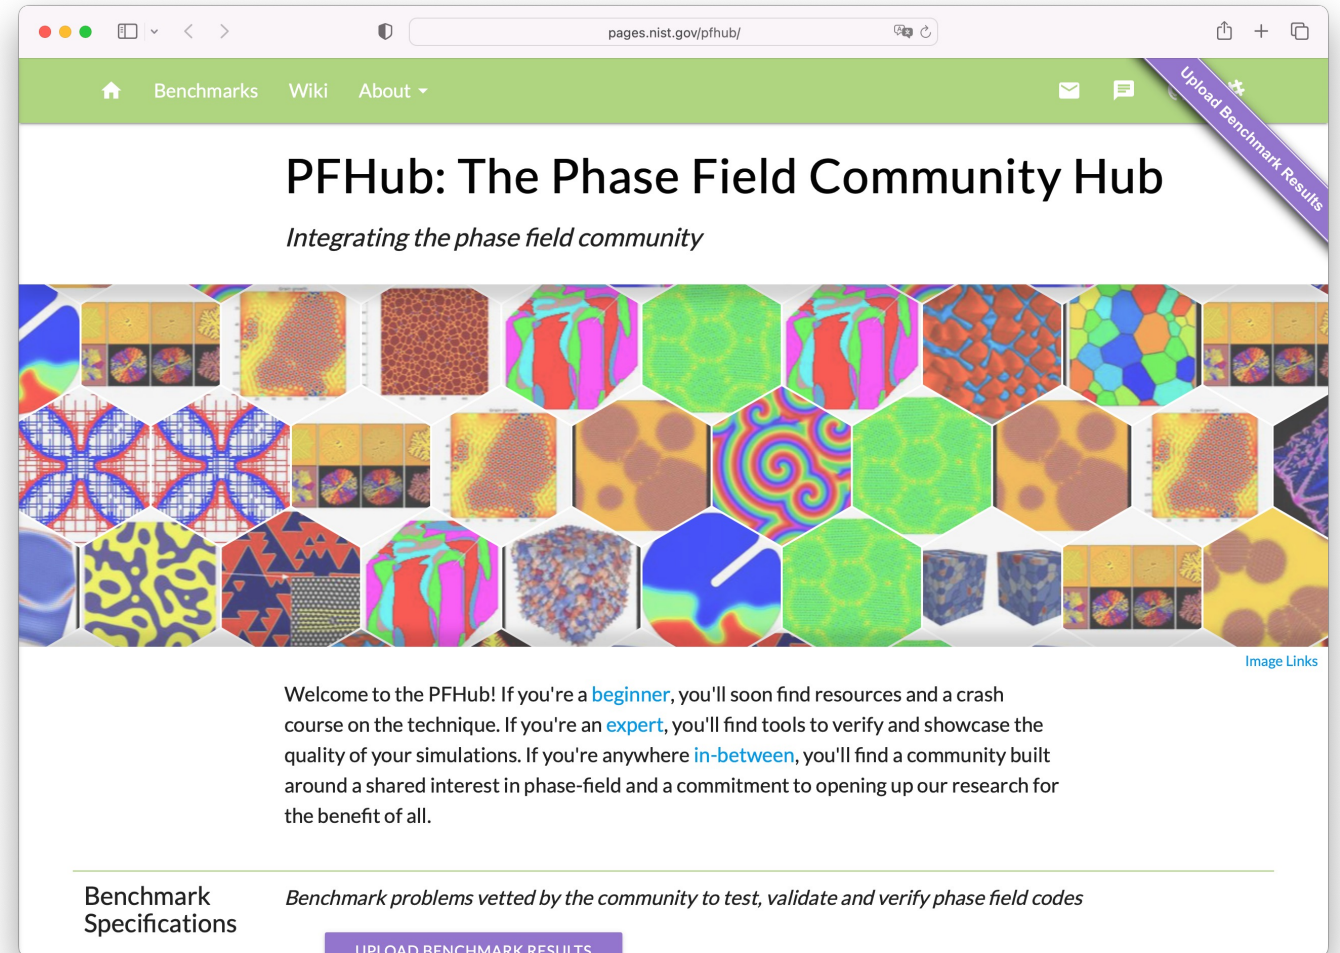 pages.nist.gov/pfhub/
Benchmarks Wiki About
Upload Benchmark Results
PFHub: The Phase Field Community Hub
Integrating the phase field community
Image Links
Welcome to the PFHub! If you're a beginner, you'll soon find resources and a crash
course on the technique. If you're an expert, you'll find tools to verify and showcase the
quality of your simulations. If you're anywhere in-between, you'll find a community built
around a shared interest in phase-field and a commitment to opening up our research for
the benefit of all.
Benchmark
Specifications
Benchmark problems vetted by the community to test, validate and verify phase field codes
UPLOAD BENCHMARK RESULTS